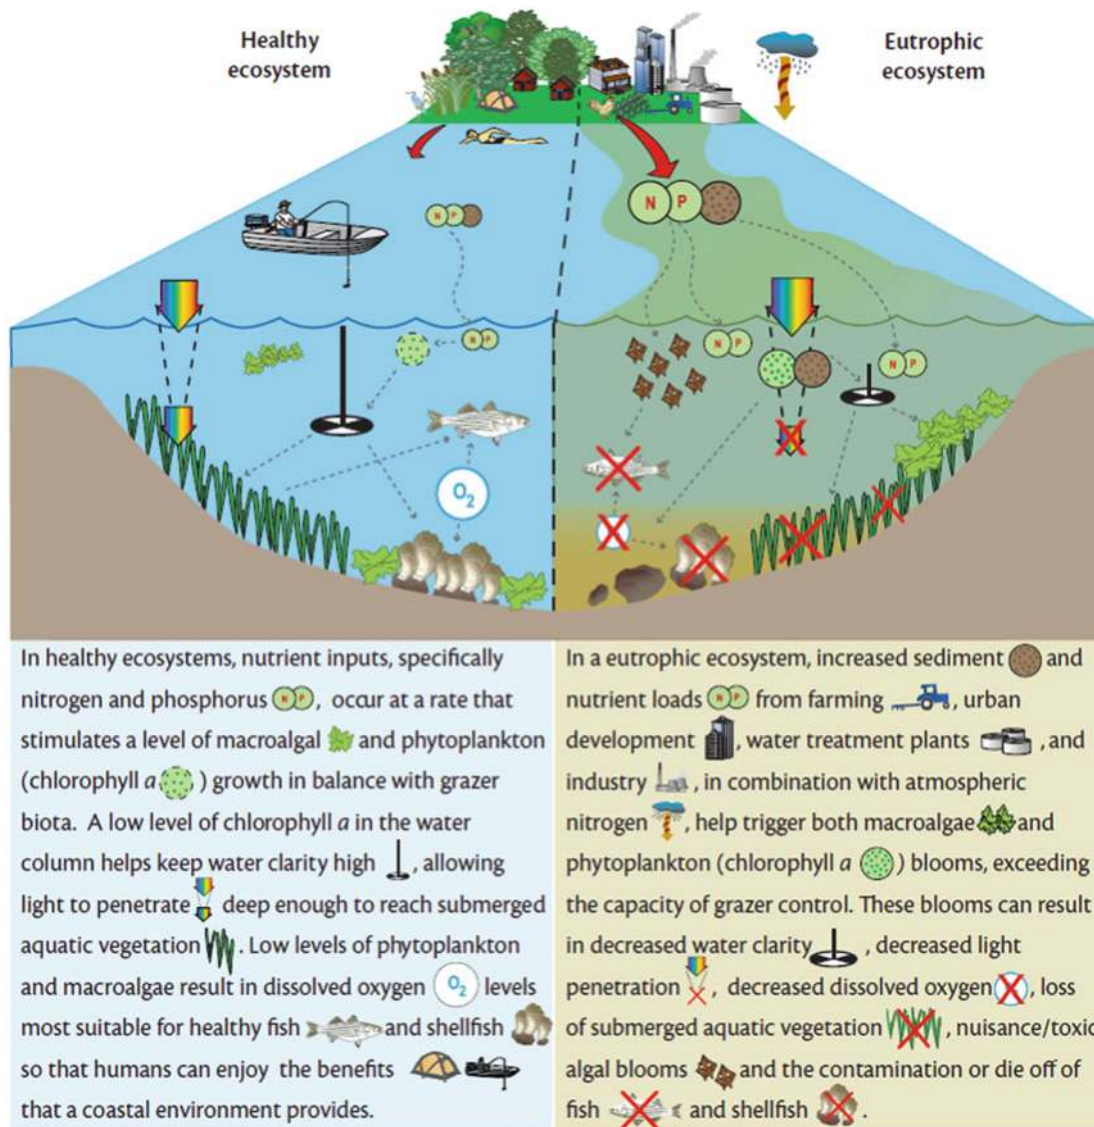 Healthy
ecosystem
Eutrophic
ecosystem
N P
N P
N P
N P
N P
O₂
In healthy ecosystems, nutrient inputs, specifically
nitrogen and phosphorus N P, occur at a rate that
stimulates a level of macroalgal and phytoplankton
(chlorophyll a ) growth in balance with grazer
biota. A low level of chlorophyll a in the water
column helps keep water clarity high , allowing
light to penetrate deep enough to reach submerged
aquatic vegetation . Low levels of phytoplankton
and macroalgae result in dissolved oxygen O₂ levels
most suitable for healthy fish and shellfish
so that humans can enjoy the benefits
that a coastal environment provides.
In a eutrophic ecosystem, increased sediment and
nutrient loads N P from farming , urban
development , water treatment plants , and
industry , in combination with atmospheric
nitrogen , help trigger both macroalgae and
phytoplankton (chlorophyll a ) blooms, exceeding
the capacity of grazer control. These blooms can result
in decreased water clarity , decreased light
penetration , decreased dissolved oxygen , loss
of submerged aquatic vegetation , nuisance/toxic
algal blooms and the contamination or die off of
fish and shellfish .